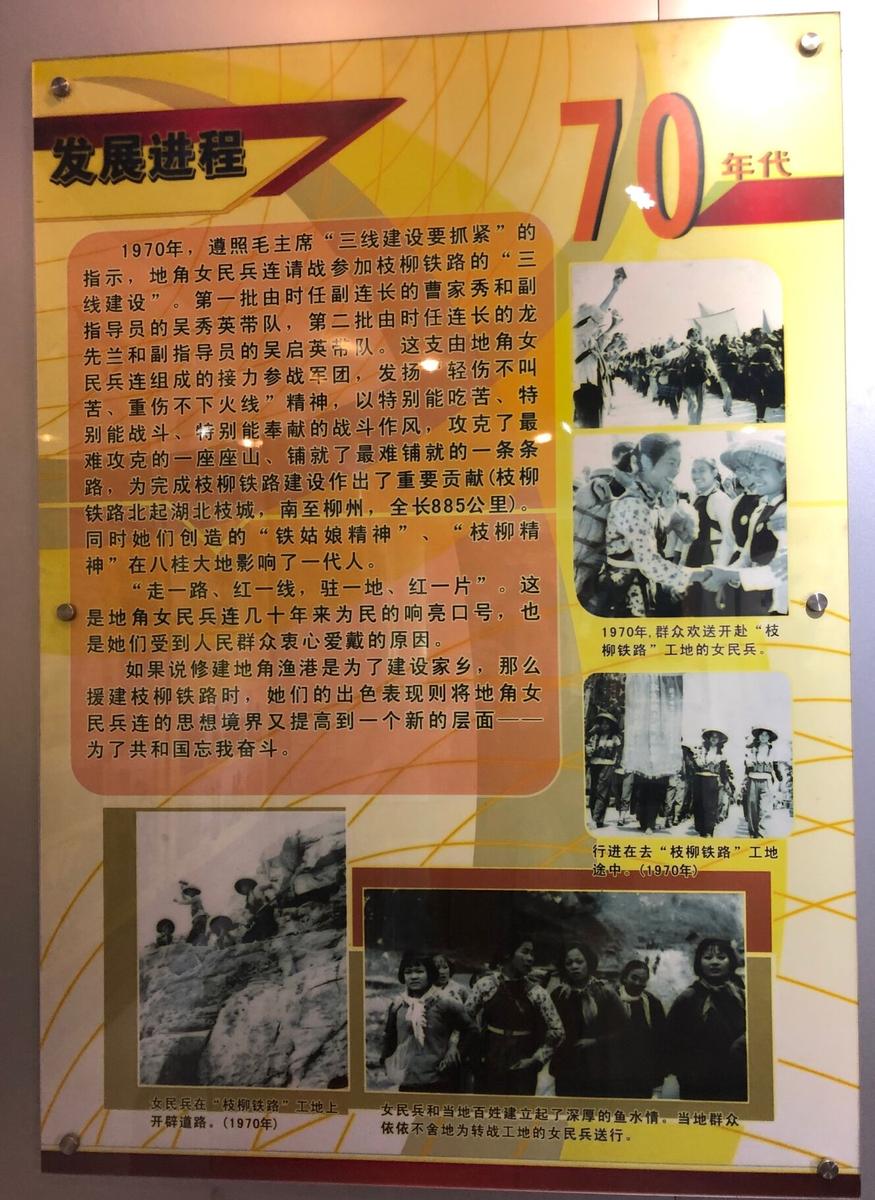 发展进程
70年代
1970年，遵照毛主席“三线建设要抓紧”的
指示，地角女民兵连请战参加枝柳铁路的“三
线建设”。第一批由时任副连长的曹家秀和副
指导员的吴秀英带队，第二批由时任连长的龙
先兰和副指导员的吴启英带队。这支由地角女
民兵连组成的接力参战军团，发扬“轻伤不叫
苦、重伤不下火线”精神，以特别能吃苦、特
别能战斗、特别能奉献的战斗作风，攻克了最
难攻克的一座座山、铺就了最难铺就的一条条
路，为完成枝柳铁路建设作出了重要贡献(枝柳
铁路北起湖北枝城，南至柳州，全长885公里)。
同时她们创造的“铁姑娘精神”、“枝柳精
神”在八桂大地影响了一代人。
“走一路、红一线，驻一地、红一片”。这
是地角女民兵连几十年来为民的响亮口号，也
是她们受到人民群众衷心爱戴的原因。
如果说修建地角渔港是为了建设家乡，那么
援建枝柳铁路时，她们的出色表现则将地角女
民兵连的思想境界又提高到一个新的层面——
为了共和国忘我奋斗。
1970年,群众欢送开赴“枝
柳铁路”工地的女民兵。
行进在去“枝柳铁路”工地
途中。(1970年)
女民兵在“枝柳铁路”工地上
开辟道路。(1970年)
女民兵和当地百姓建立起了深厚的鱼水情。当地群众
依依不舍地为转战工地的女民兵送行。